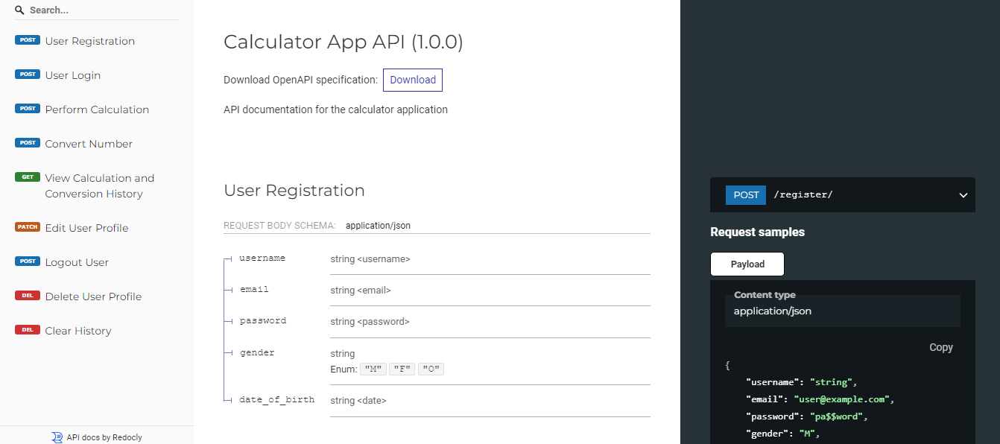 Search...
POST User Registration
POST User Login
POST Perform Calculation
POST Convert Number
GET View Calculation and
Conversion History
PATCH Edit User Profile
POST Logout User
DEL Delete User Profile
DEL Clear History
API docs by Redocly
Calculator App API (1.0.0)
Download OpenAPI specification: Download
API documentation for the calculator application
User Registration
REQUEST BODY SCHEMA: application/json
username string <username>
email string <email>
password string <password>
gender string
Enum: "M" "F" "O"
date_of_birth string <date>
POST /register/
Request samples
Payload
Content type
application/json
Copy
{
"username": "string",
"email": "user@example.com",
"password": "pa$$word",
"gender": "M",